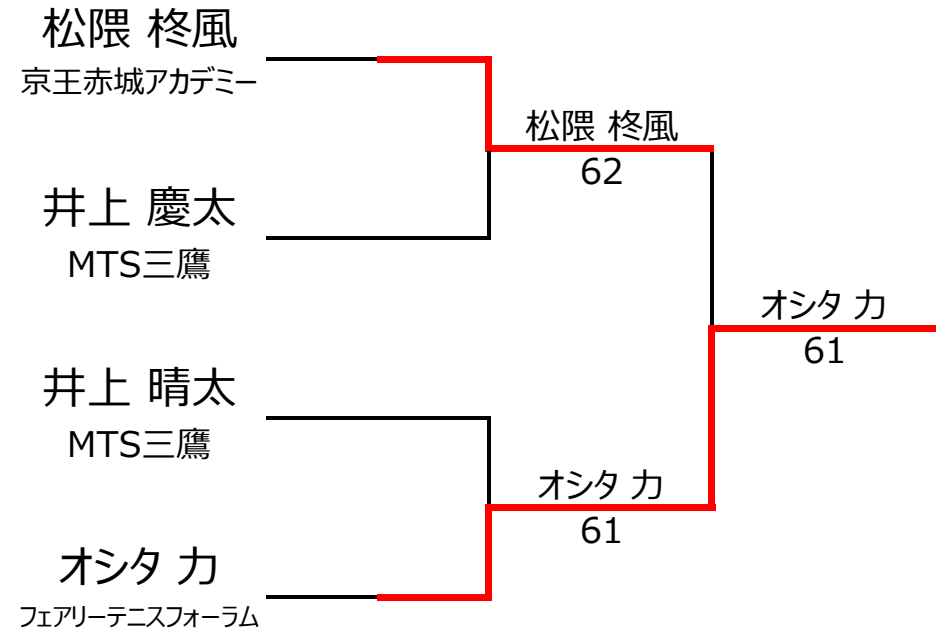 松隈 柊風
京王赤城アカデミー
松隈 柊風
62
井上 慶太
MTS三鷹
オシタ 力
61
井上 晴太
MTS三鷹
オシタ 力
61
オシタ 力
フェアリーテニスフォーラム